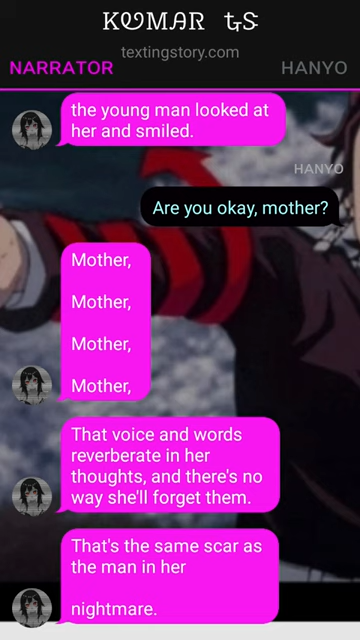 KUMAR ᎿS
textingstory.com
NARRATOR HANYO
the young man looked at
her and smiled.
HANYO
Are you okay, mother?
Mother,
Mother,
Mother,
Mother,
That voice and words
reverberate in her
thoughts, and there's no
way she'll forget them.
That's the same scar as
the man in her
nightmare.